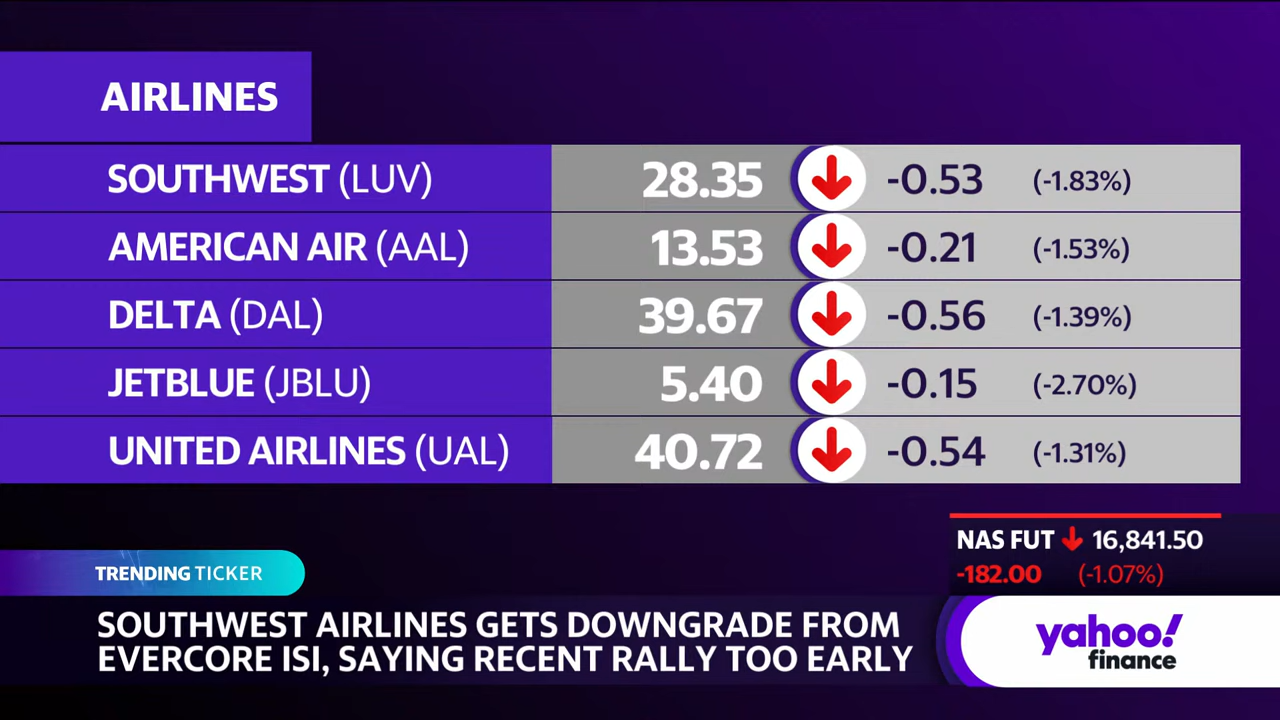 AIRLINES
SOUTHWEST (LUV) 28.35 -0.53 (-1.83%)
AMERICAN AIR (AAL) 13.53 -0.21 (-1.53%)
DELTA (DAL) 39.67 -0.56 (-1.39%)
JETBLUE (JBLU) 5.40 -0.15 (-2.70%)
UNITED AIRLINES (UAL) 40.72 -0.54 (-1.31%)
NAS FUT 16,841.50
-182.00 (-1.07%)
TRENDING TICKER
SOUTHWEST AIRLINES GETS DOWNGRADE FROM
EVERCORE ISI, SAYING RECENT RALLY TOO EARLY
yahoo!
finance